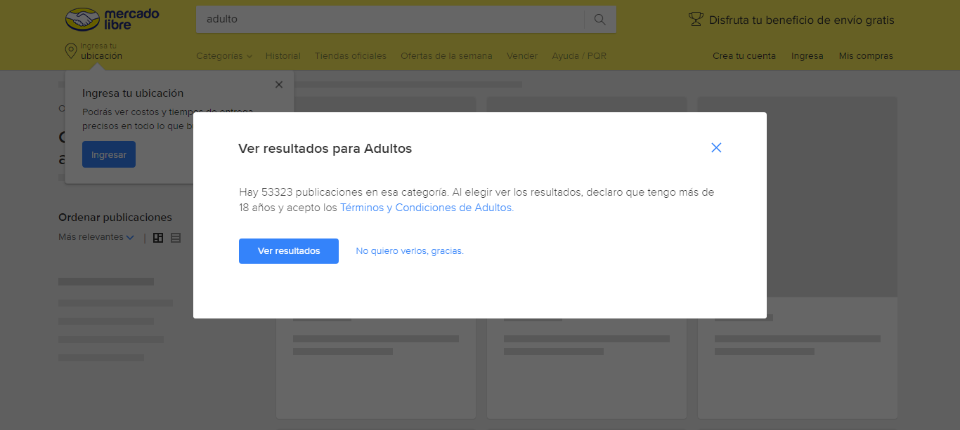 mercado
libre
adulto
Disfruta tu beneficio de envío gratis
Ingresa tu
ubicación
Categorías
Historial
Tiendas oficiales
Ofertas de la semana
Vender
Ayuda / PQR
Crea tu cuenta
Ingresa
Mis compras
Ingresa tu ubicación
Podrás ver costos y tiempos de entrega
precisos en todo lo que
Ingresar
Ver resultados para Adultos
Hay 53323 publicaciones en esa categoría. Al elegir ver los resultados, declaro que tengo más de
18 años y acepto los Términos y Condiciones de Adultos.
Ver resultados
No quiero verlos, gracias.
Ordenar publicaciones
Más relevantes